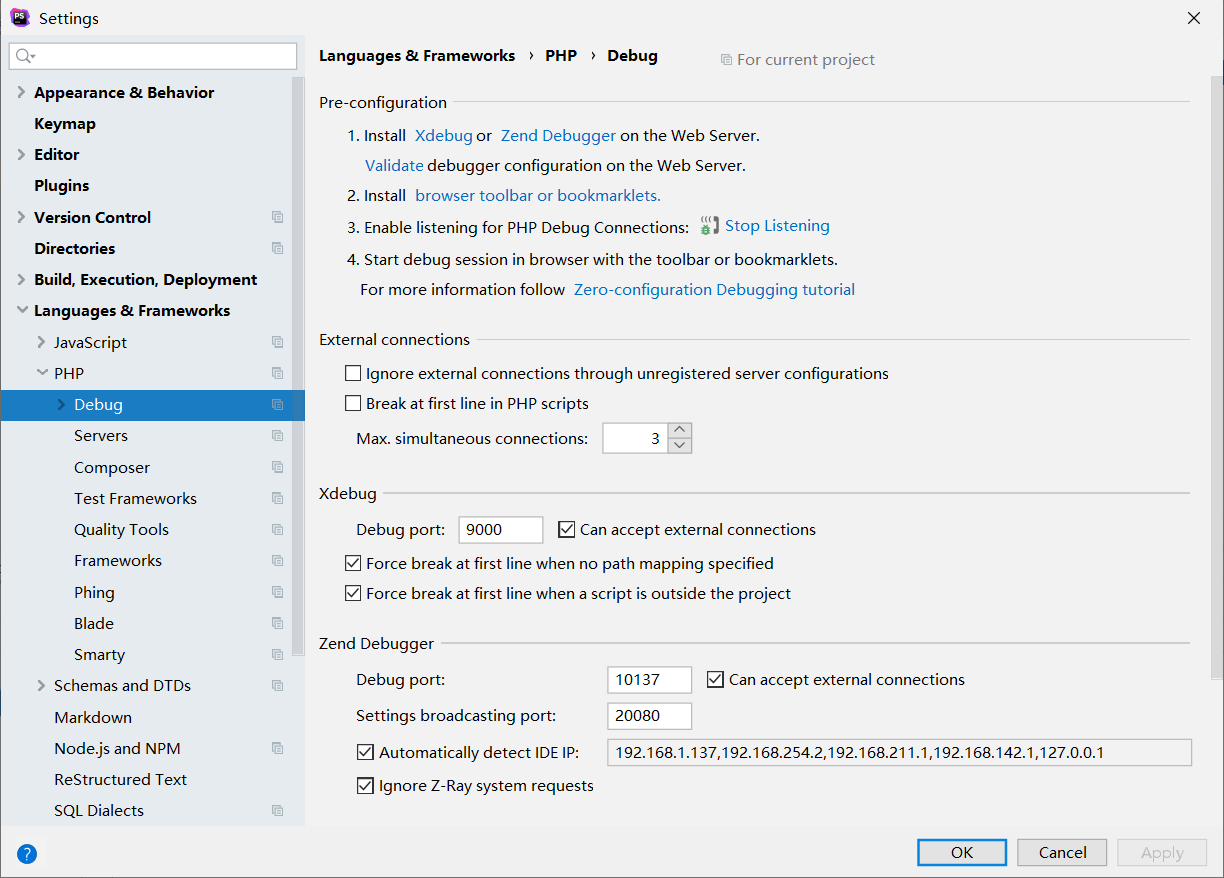 PS
Settings
Appearance & Behavior
Keymap
Editor
Plugins
Version Control
Directories
Build, Execution, Deployment
Languages & Frameworks
JavaScript
PHP
Debug
Servers
Composer
Test Frameworks
Quality Tools
Frameworks
Phing
Blade
Smarty
Schemas and DTDs
Markdown
Node.js and NPM
ReStructured Text
SQL Dialects
?
Languages & Frameworks › PHP › Debug
For current project
Pre-configuration
1. Install Xdebug or Zend Debugger on the Web Server.
Validate debugger configuration on the Web Server.
2. Install browser toolbar or bookmarklets.
3. Enable listening for PHP Debug Connections: Stop Listening
4. Start debug session in browser with the toolbar or bookmarklets.
For more information follow Zero-configuration Debugging tutorial
External connections
Ignore external connections through unregistered server configurations
Break at first line in PHP scripts
Max. simultaneous connections: 3
Xdebug
Debug port: 9000 Can accept external connections
Force break at first line when no path mapping specified
Force break at first line when a script is outside the project
Zend Debugger
Debug port: 10137 Can accept external connections
Settings broadcasting port: 20080
Automatically detect IDE IP: 192.168.1.137,192.168.254.2,192.168.211.1,192.168.142.1,127.0.0.1
Ignore Z-Ray system requests
OK Cancel Apply